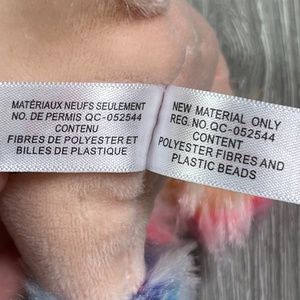 MATÉRIAUX NEUFS SEULEMENT
NO. DE PERMIS QC-052544
CONTENU
FIBRES DE POLYESTER ET
BILLES DE PLASTIQUE
NEW MATERIAL ONLY
REG. NO. QC-052544
CONTENT
POLYESTER FIBRES AND
PLASTIC BEADS